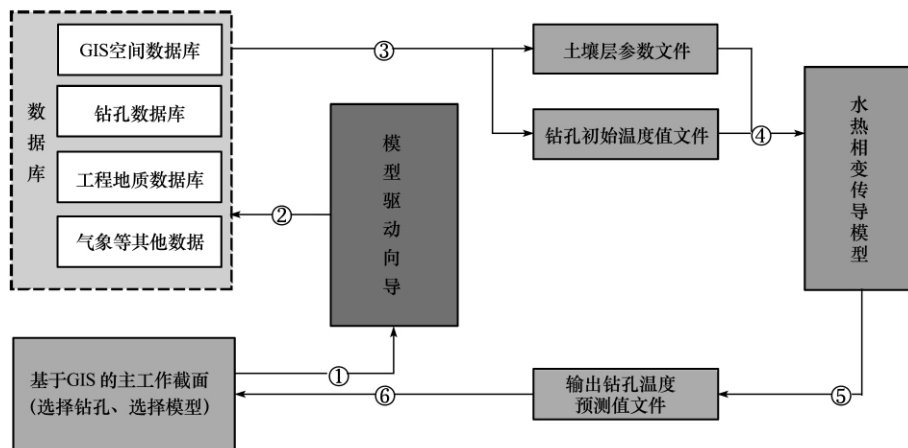 数据库
GIS空间数据库
钻孔数据库
工程地质数据库
气象等其他数据
③
土壤层参数文件
钻孔初始温度值文件
④
水热相变传导模型
模型驱动向导
②
①
基于GIS 的主工作截面
(选择钻孔、选择模型)
⑥
输出钻孔温度
预测值文件
⑤